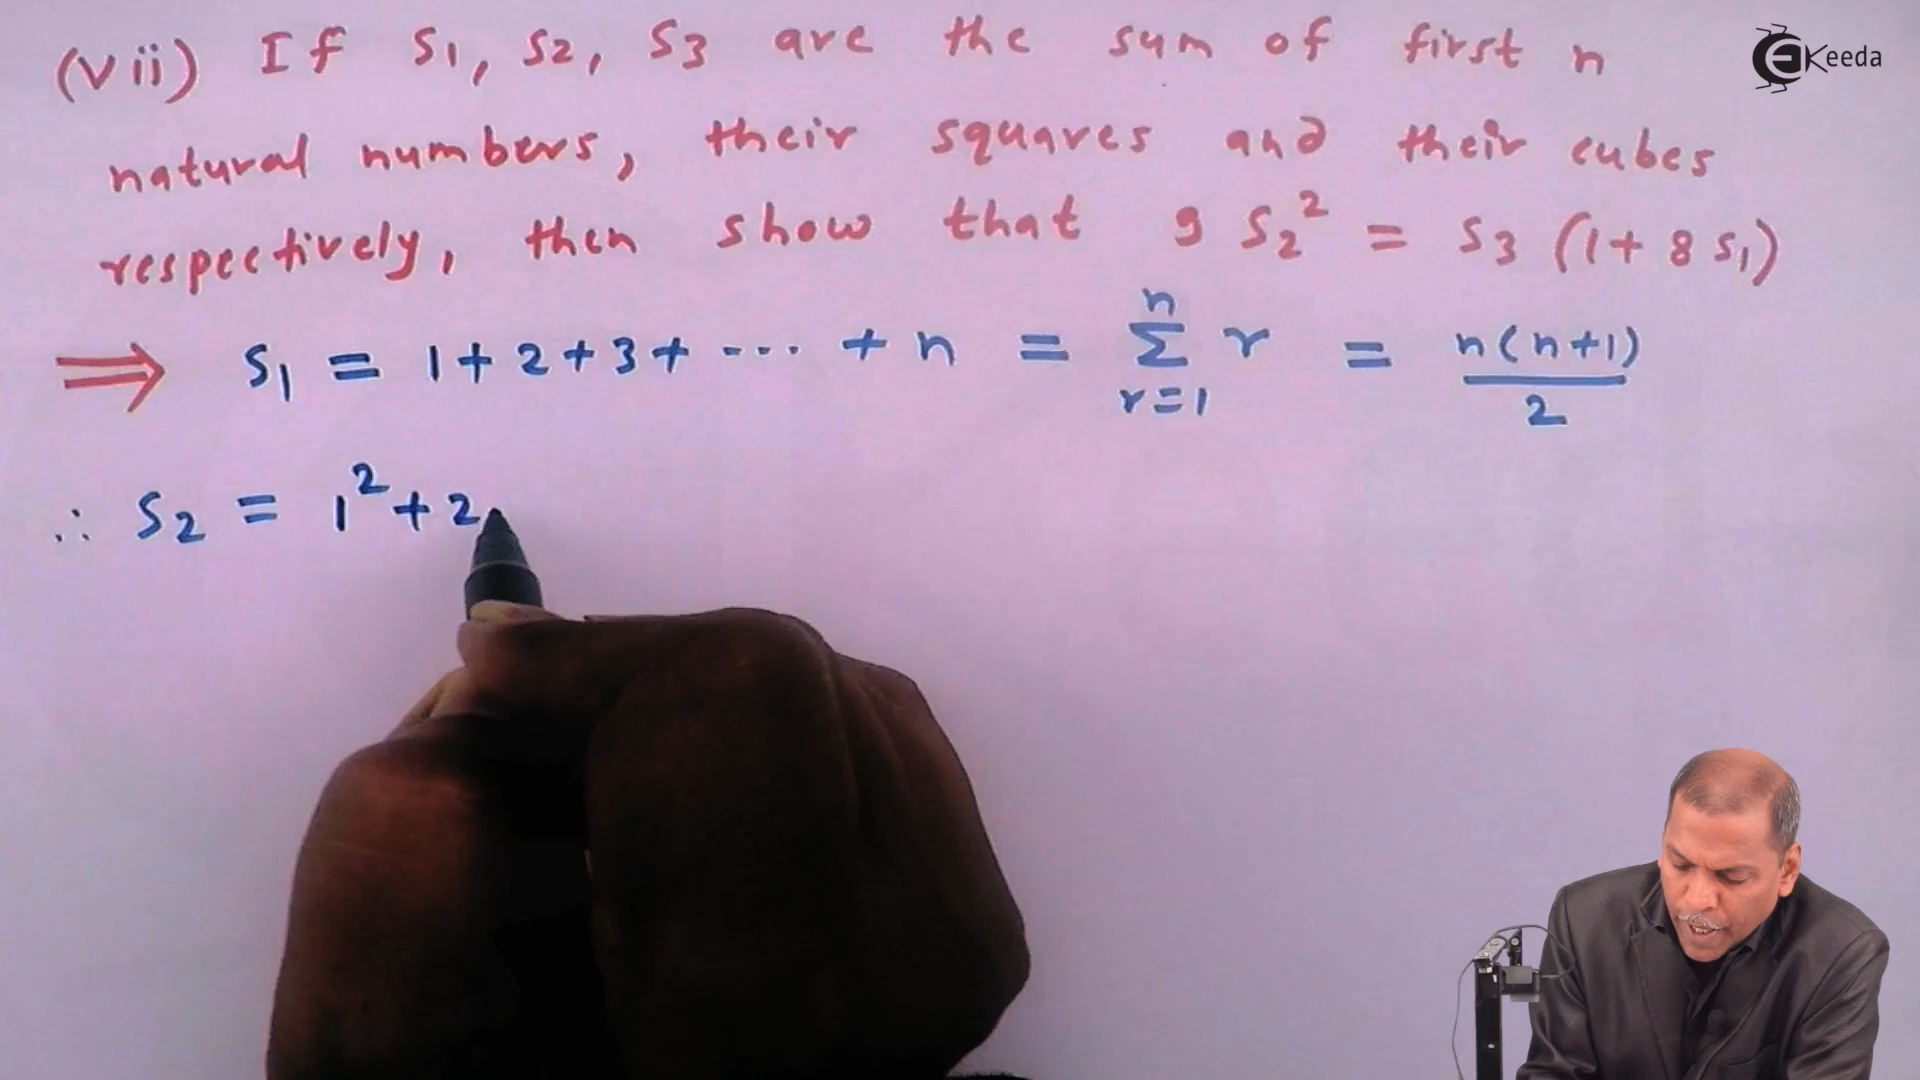 EKeeda
(vii) If S₁, S₂, S₃ are the sum of first n
natural numbers, their squares and their cubes
respectively, then show that 9 S₂² = S₃ (1 + 8 S₁)
⟹ S₁ = 1 + 2 + 3 + --- + n = ∑ₙ r=1 r = n(n+1)/2
∴ S₂ = 1² + 2